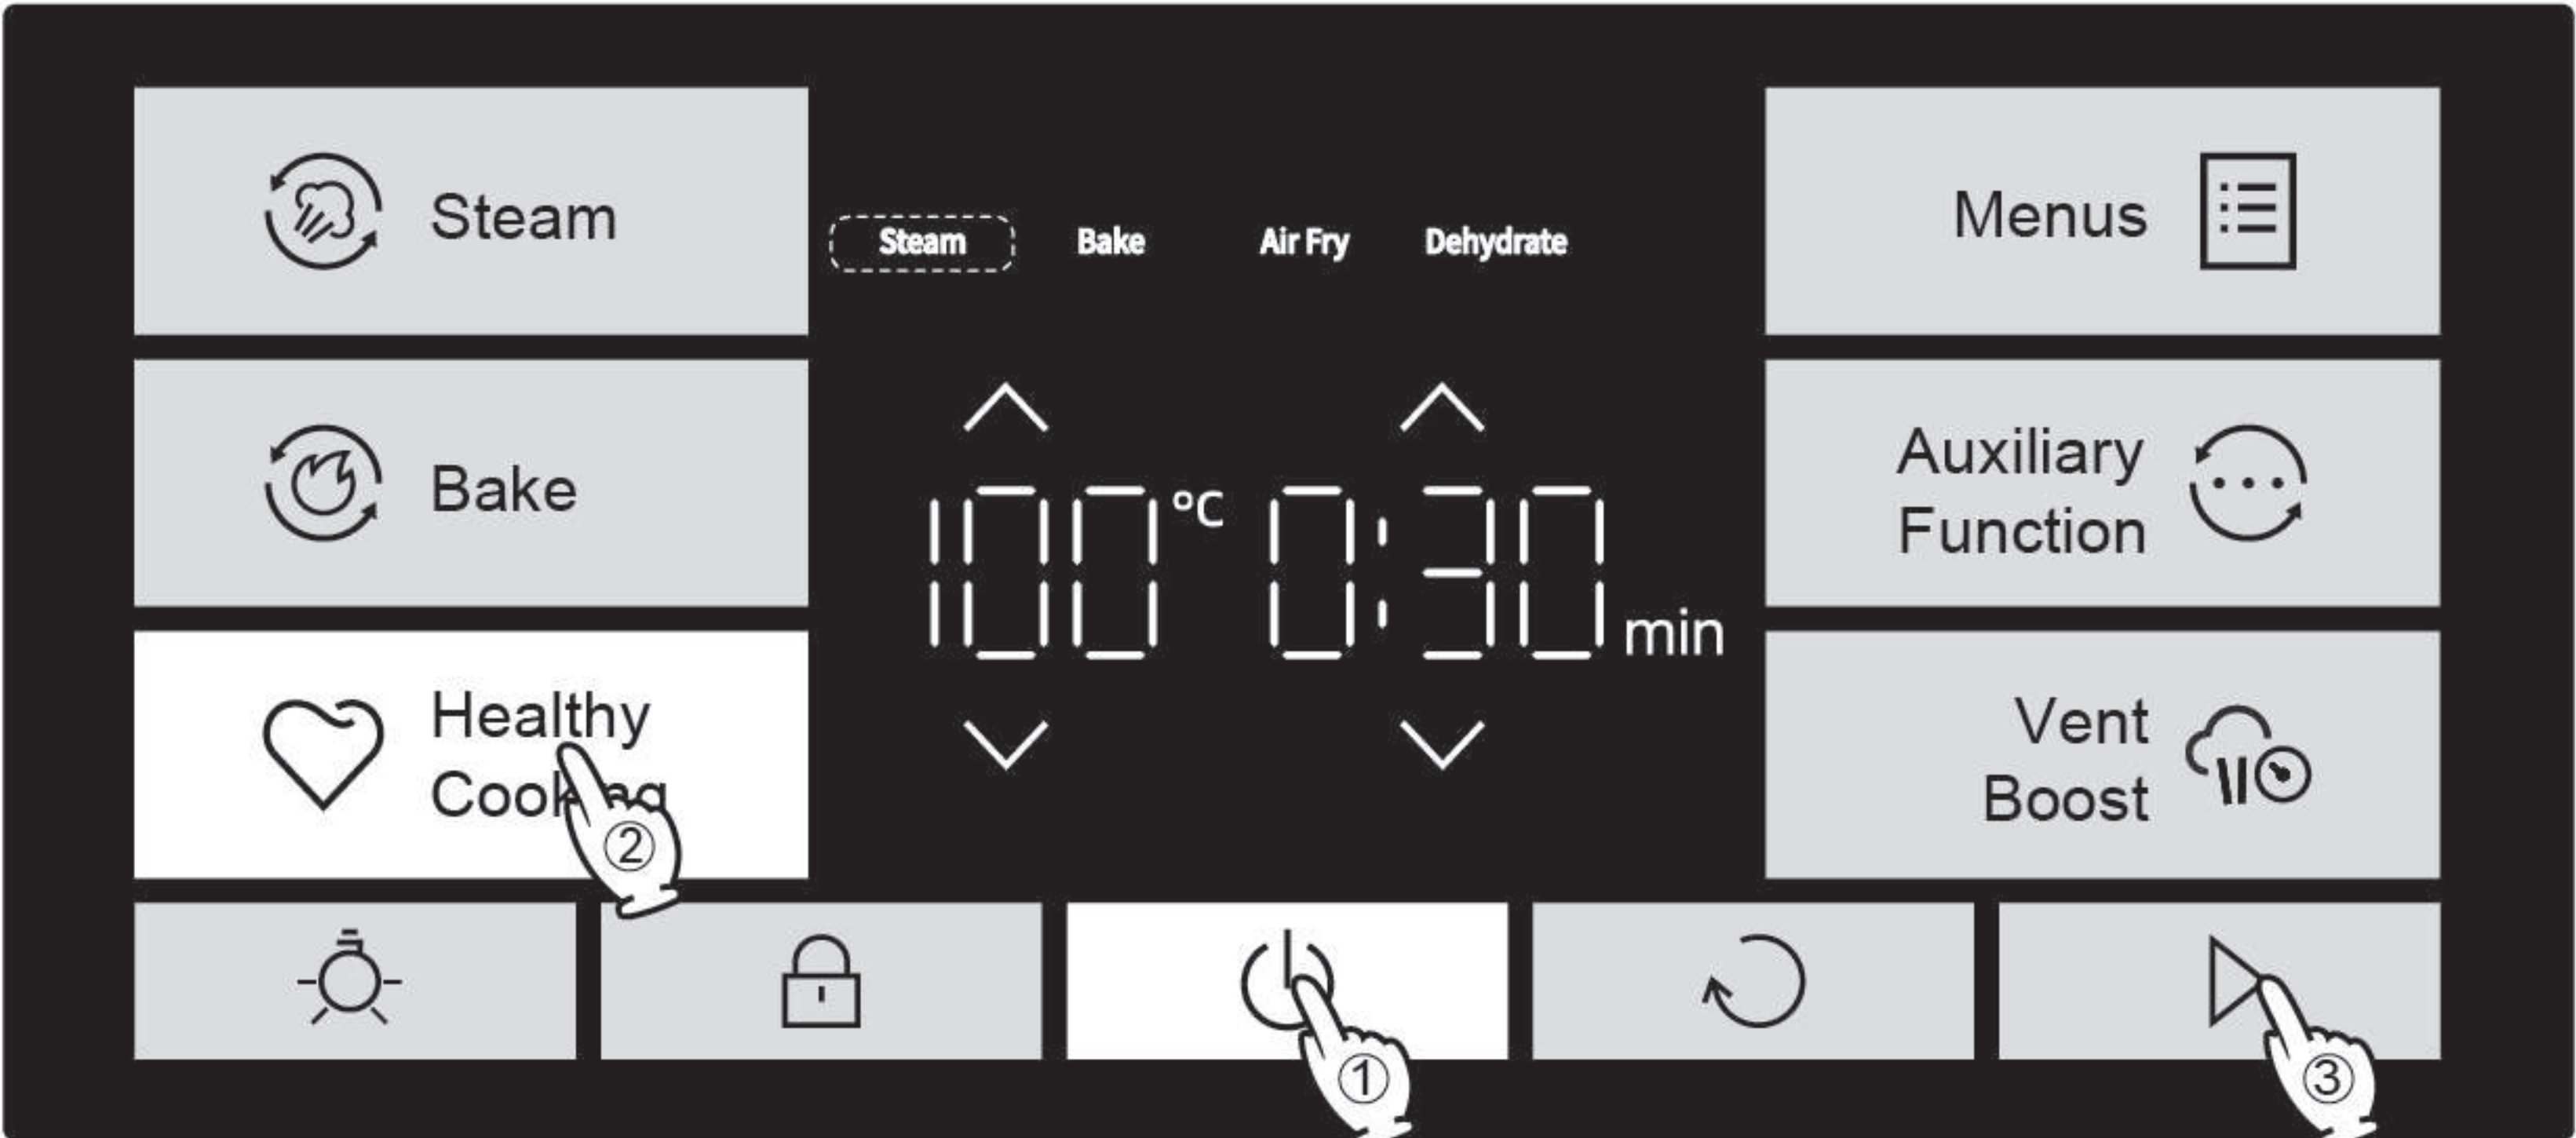 Steam
Steam Bake Air Fry Dehydrate
Menus
Bake
100 °C 0:30 min
Auxiliary
Function
Healthy
Cooking
②
Vent
Boost
①
③